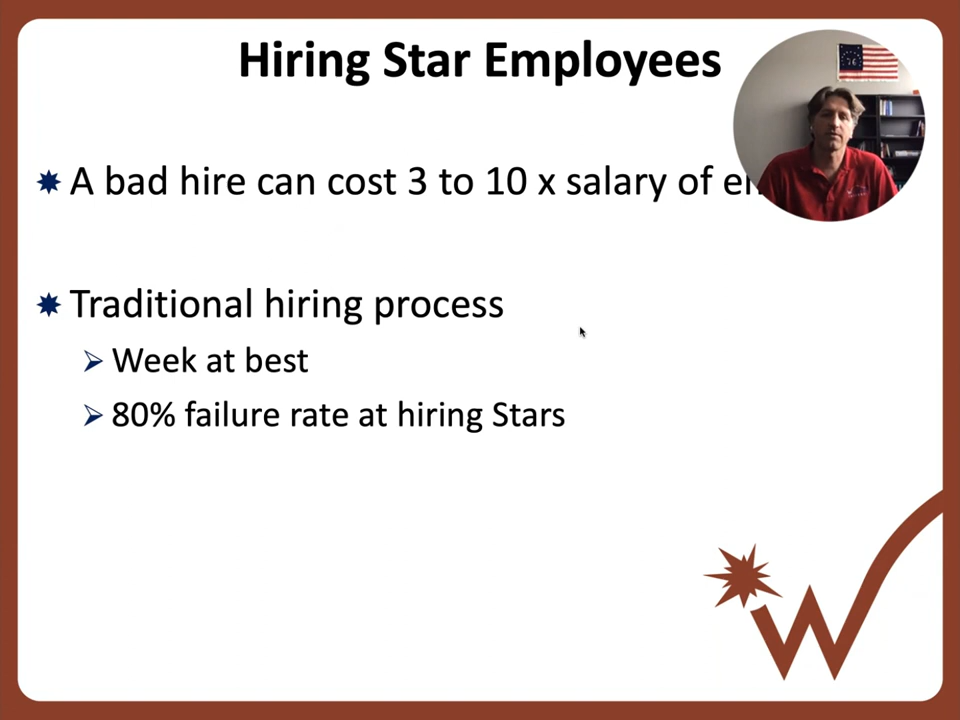 Hiring Star Employees
A bad hire can cost 3 to 10 x salary of
Traditional hiring process
Week at best
80% failure rate at hiring Stars
W